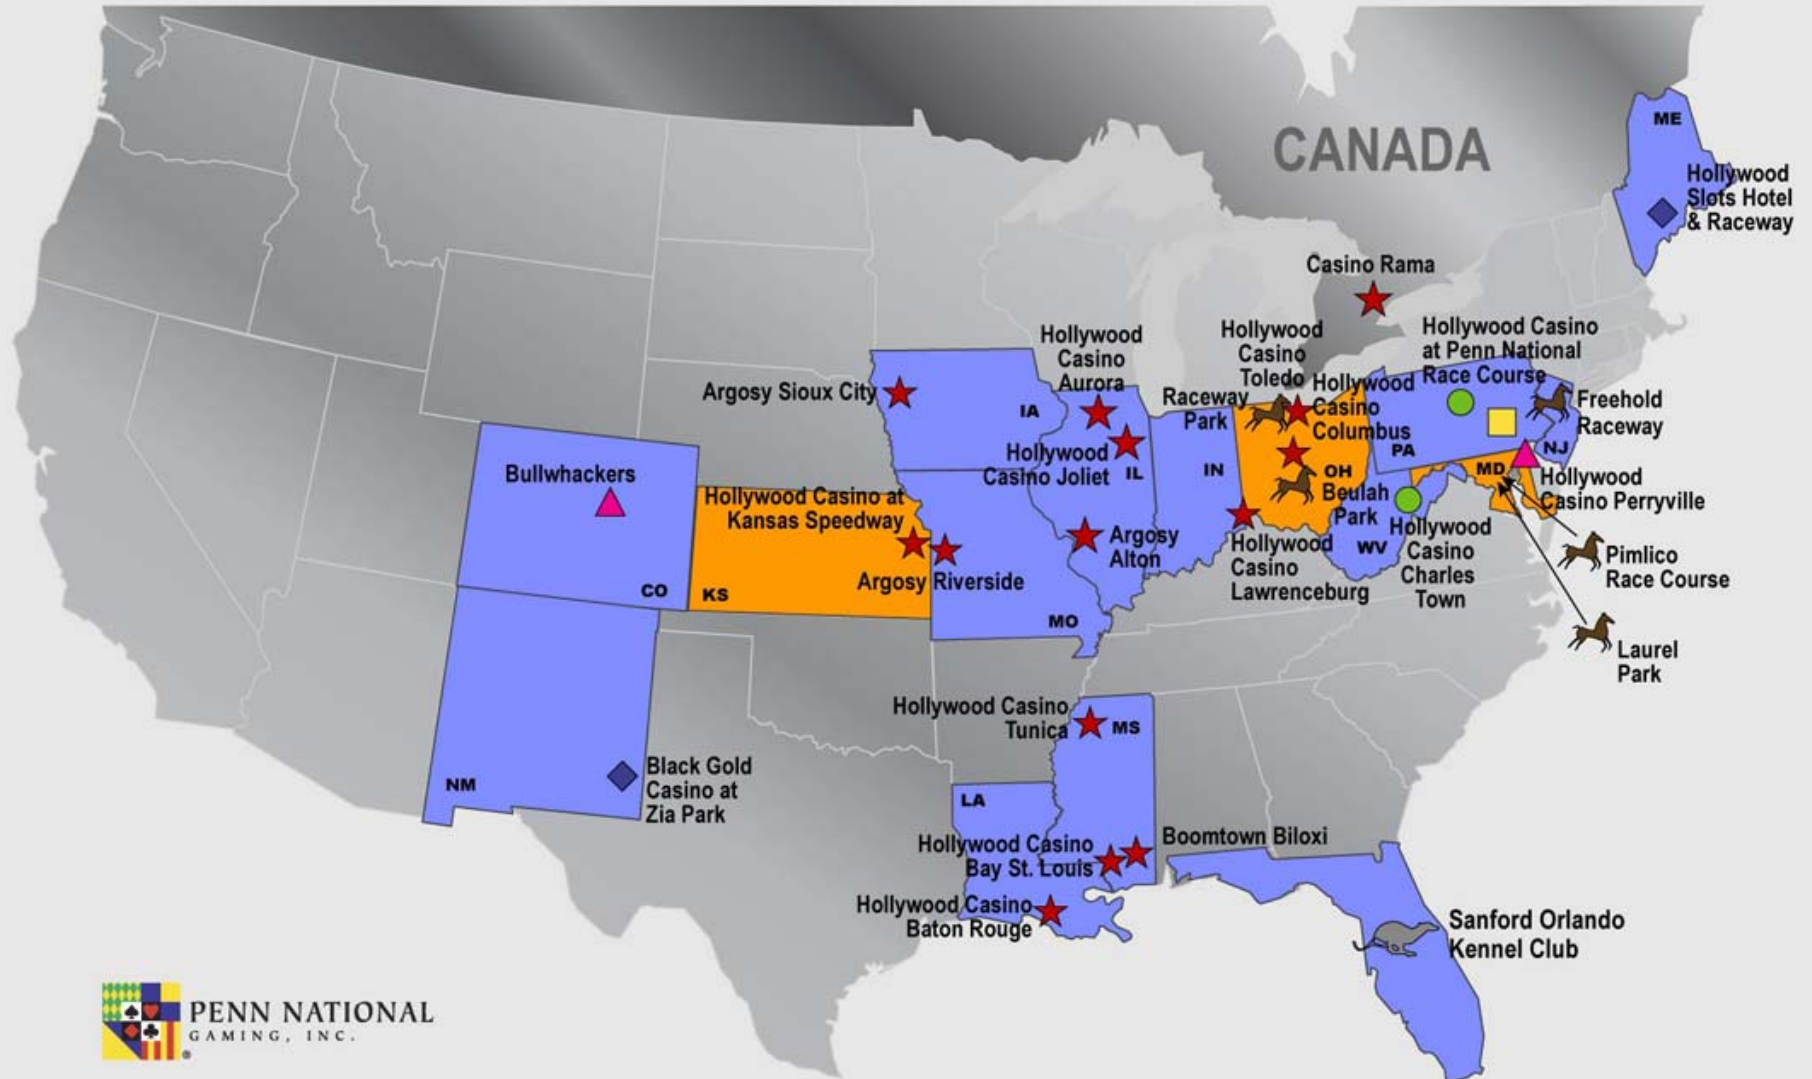 CANADA
ME
Hollywood
Slots Hotel
& Raceway
Casino Rama
Hollywood
Casino
Aurora
Hollywood
Casino
Toledo
Hollywood Casino
at Penn National
Race Course
Argosy Sioux City
IA
Raceway
Park
Hollywood
Casino
Columbus
Freehold
Raceway
PA
NJ
Hollywood
Casino Joliet
IL
IN
OH
MD
Bullwhackers
Hollywood Casino at
Kansas Speedway
Beulah
Park
Hollywood
Casino Perryville
Argosy
Alton
Hollywood
Casino
Lawrenceburg
WV
Hollywood
Casino
Charles
Town
Pimlico
Race Course
Argosy Riverside
CO
KS
MO
Laurel
Park
Hollywood Casino
Tunica
MS
NM
Black Gold
Casino at
Zia Park
LA
Hollywood Casino
Bay St. Louis
Boomtown Biloxi
Hollywood Casino
Baton Rouge
Sanford Orlando
Kennel Club
PENN NATIONAL
GAMING, INC.
®